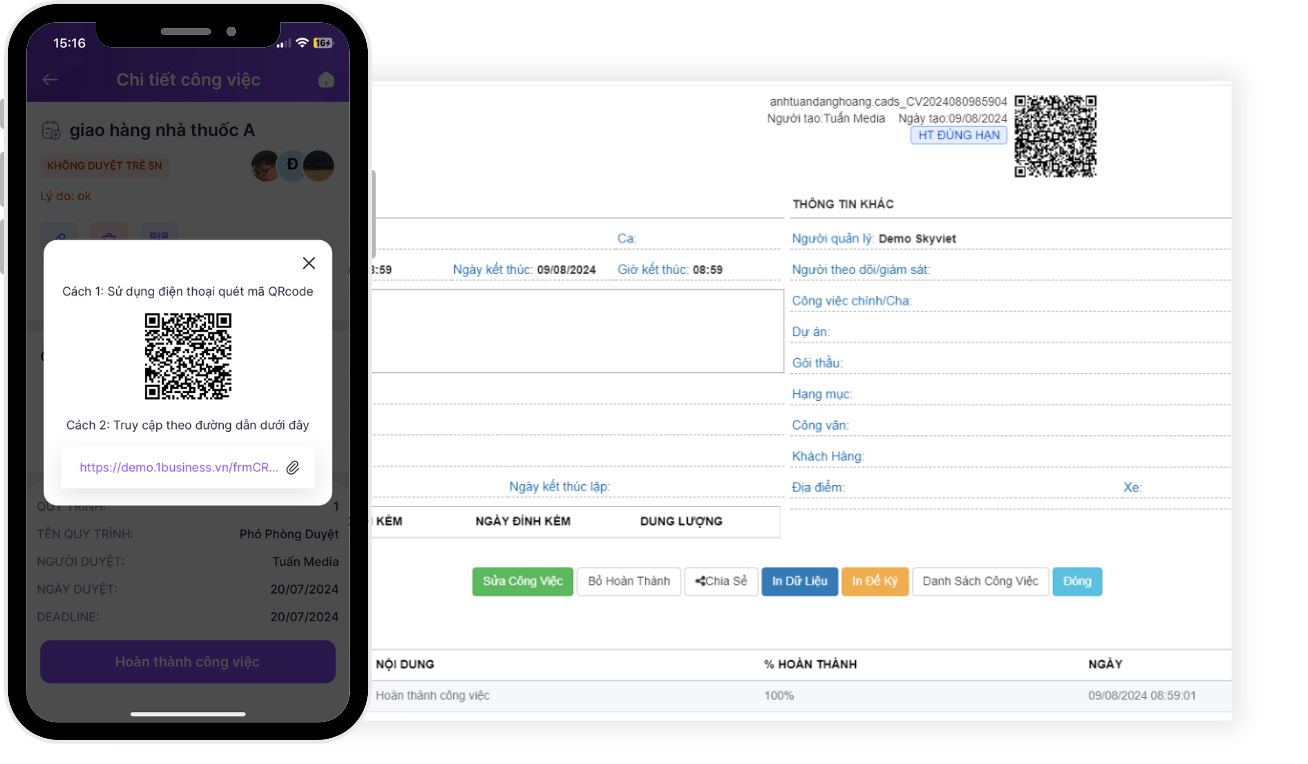 15:16
16
Chi tiết công việc
giao hàng nhà thuốc A
KHÔNG DUYỆT TRỄ 5N
Đ
Lý do: ok
Cách 1: Sử dụng điện thoại quét mã QRcode
Cách 2: Truy cập theo đường dẫn dưới đây
https://demo.1business.vn/frmCR...
QUY TRÌNH: 1
TÊN QUY TRÌNH: Phó Phòng Duyệt
NGƯỜI DUYỆT: Tuấn Media
NGÀY DUYỆT: 20/07/2024
DEADLINE: 20/07/2024
Hoàn thành công việc
anhtuandanghoang.cads_CV2024080985904
Người tạo:Tuấn Media Ngày tạo:09/08/2024
HT ĐÚNG HẠN
THÔNG TIN KHÁC
Ca: Người quản lý: Demo Skyviet
:59 Ngày kết thúc: 09/08/2024 Giờ kết thúc: 08:59 Người theo dõi/giám sát:
Công việc chính/Cha:
Dự án:
Gói thầu:
Hạng mục:
Công văn:
Khách Hàng:
Ngày kết thúc lặp: Địa điểm: Xe:
KÈM NGÀY ĐÍNH KÈM DUNG LƯỢNG
Sửa Công Việc Bỏ Hoàn Thành Chia Sẻ In Dữ Liệu In Để Ký Danh Sách Công Việc Đóng
NỘI DUNG % HOÀN THÀNH NGÀY
Hoàn thành công việc 100% 09/08/2024 08:59:01